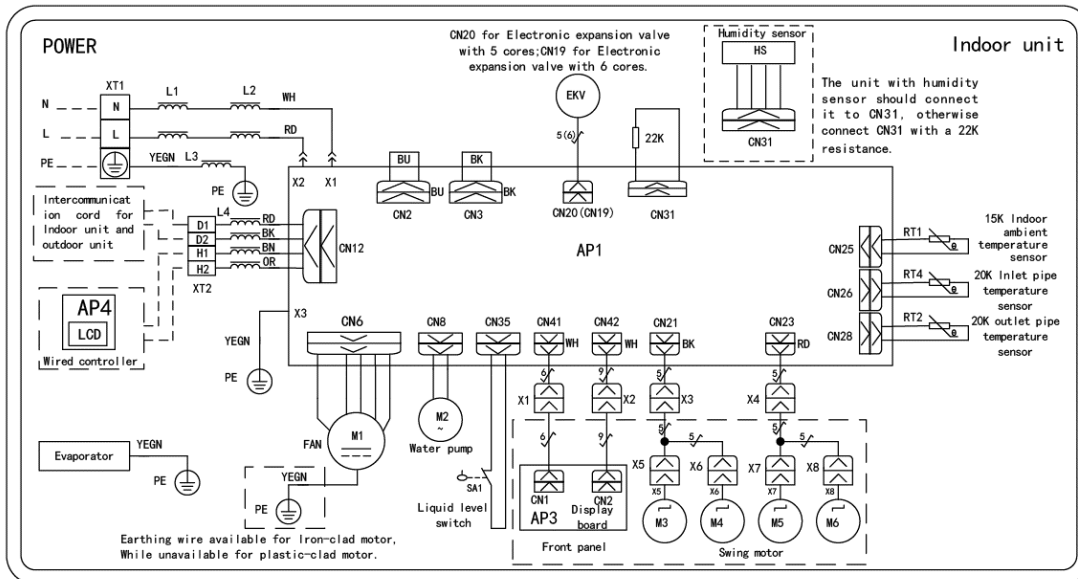 POWER
CN20 for Electronic expansion valve
with 5 cores;CN19 for Electronic
expansion valve with 6 cores.
Humidity sensor
HS
CN31
Indoor unit
The unit with humidity
sensor should connect
it to CN31, otherwise
connect CN31 with a 22K
resistance.
XT1
N
N
L1
L2
WH
L
L
RD
PE
YEGN
L3
PE
X2
X1
EKV
5(6)
22K
BU
BU
CN2
BK
BK
CN3
CN20(CN19)
CN31
AP1
Intercommunicat
ion cord for
Indoor unit and
outdoor unit
L4
D1
RD
D2
BK
H1
BN
H2
OR
XT2
CN12
AP4
LCD
Wired controller
X3
YEGN
PE
CN25
RT1
θ
15K Indoor
ambient
temperature
sensor
CN26
RT4
θ
20K Inlet pipe
temperature
sensor
CN28
RT2
θ
20K outlet pipe
temperature
sensor
CN6
CN8
CN35
CN41
WH
CN42
WH
CN21
BK
CN23
RD
6
9
5
5
X1
X2
X3
X4
6
9
5
5
5
5
FAN
M1
M2
~
Water pump
SA1
Liquid level
switch
X5
X6
X7
X8
X5
X6
X7
X8
CN1
CN2
AP3
Display
board
M3
M4
M5
M6
Front panel
Swing motor
Evaporator
YEGN
PE
YEGN
PE
Earthing wire available for Iron-clad motor,
While unavailable for plastic-clad motor.